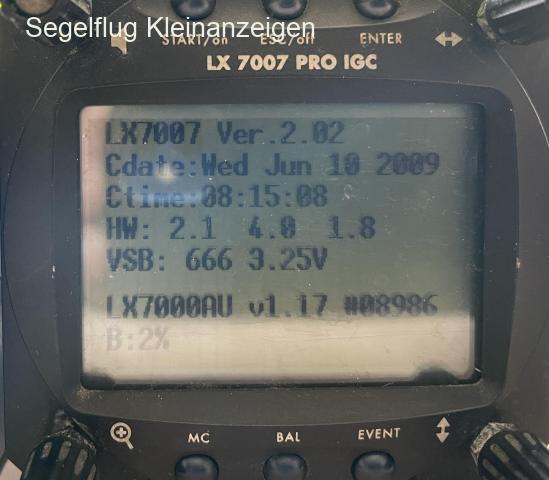 Segelflug Kleinanzeigen
START/on ESC/off ENTER
LX 7007 PRO IGC
LX7007 Ver.2.02
Cdate:Wed Jun 10 2009
Ctime:08:15:08
HW: 2.1 4.0 1.8
VSB: 666 3.25V
LX7000AU v1.17 #08986
B:2%
MC BAL EVENT